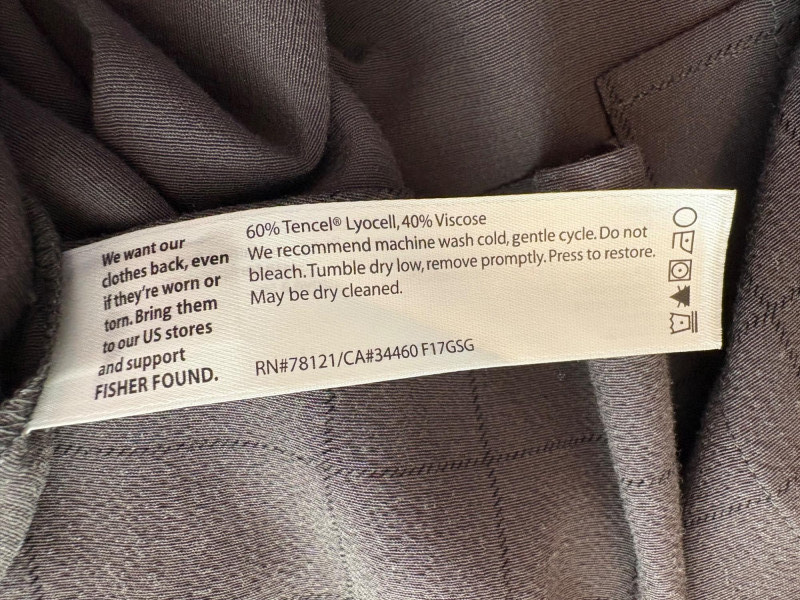 We want our
clothes back, even
if they're worn or
torn. Bring them
to our US stores
and support
FISHER FOUND.
60% Tencel® Lyocell, 40% Viscose
We recommend machine wash cold, gentle cycle. Do not
bleach. Tumble dry low, remove promptly. Press to restore.
May be dry cleaned.
RN#78121/CA#34460 F17GSG